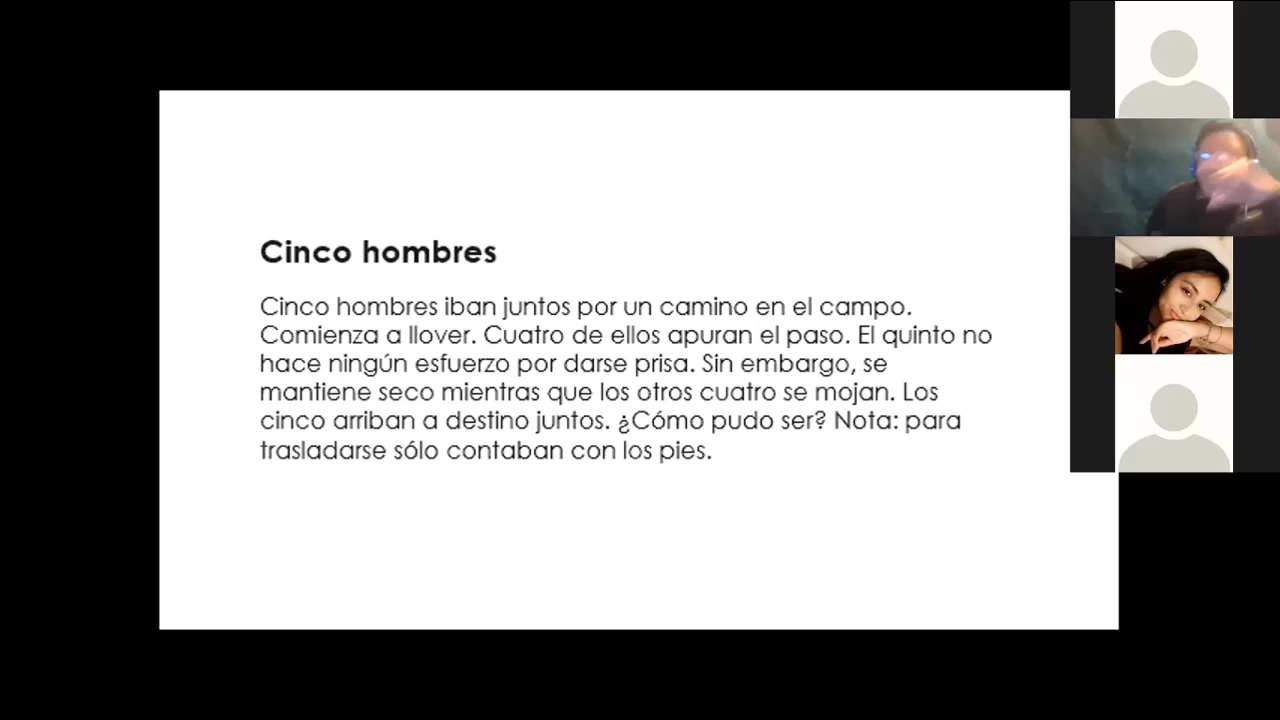 Cinco hombres
Cinco hombres iban juntos por un camino en el campo.
Comienza a llover. Cuatro de ellos apuran el paso. El quinto no
hace ningún esfuerzo por darse prisa. Sin embargo, se
mantiene seco mientras que los otros cuatro se mojan. Los
cinco arriban a destino juntos. ¿Cómo pudo ser? Nota: para
trasladarse sólo contaban con los pies.